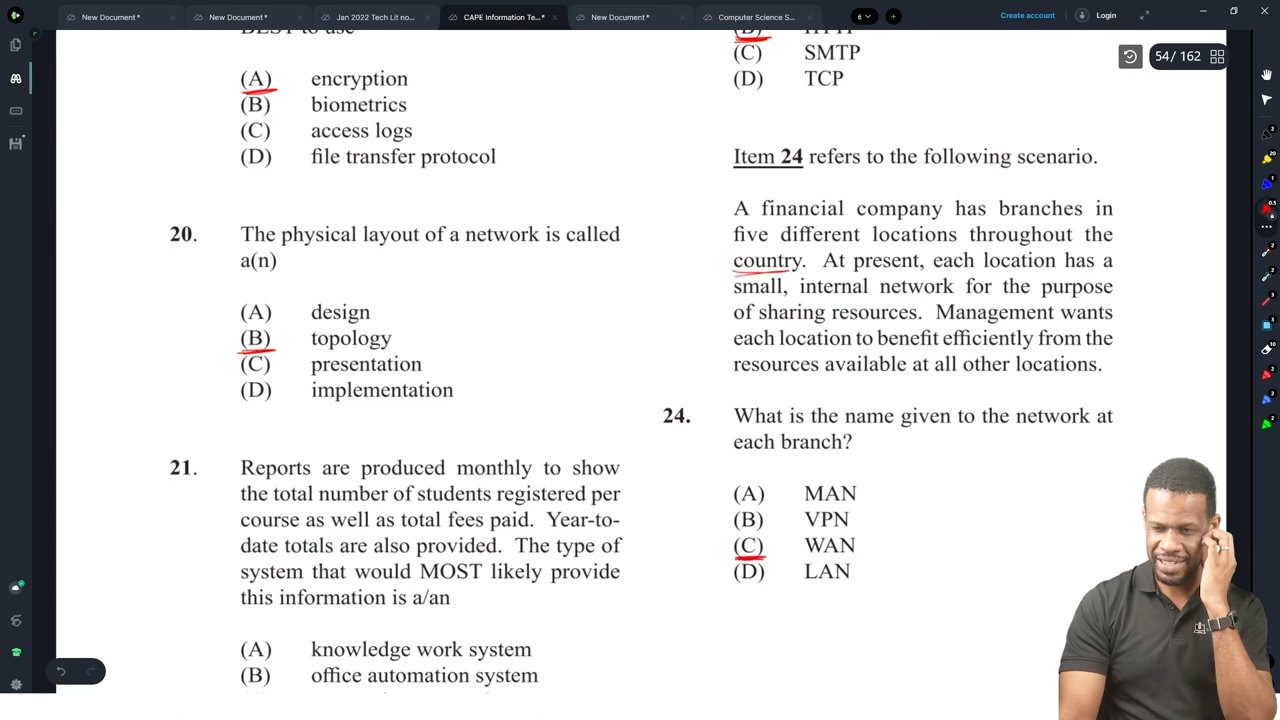 New Document*
New Document*
Jan 2022 Tech Lit no...
CAPE Information Te...*
New Document*
Computer Science S...
6
Create account
Login
54/162
BEST to use
(A) encryption
(B) biometrics
(C) access logs
(D) file transfer protocol
20. The physical layout of a network is called
a(n)
(A) design
(B) topology
(C) presentation
(D) implementation
21. Reports are produced monthly to show
the total number of students registered per
course as well as total fees paid. Year-to-
date totals are also provided. The type of
system that would MOST likely provide
this information is a/an
(A) knowledge work system
(B) office automation system
(B) HTTP
(C) SMTP
(D) TCP
Item 24 refers to the following scenario.
A financial company has branches in
five different locations throughout the
country. At present, each location has a
small, internal network for the purpose
of sharing resources. Management wants
each location to benefit efficiently from the
resources available at all other locations.
24. What is the name given to the network at
each branch?
(A) MAN
(B) VPN
(C) WAN
(D) LAN